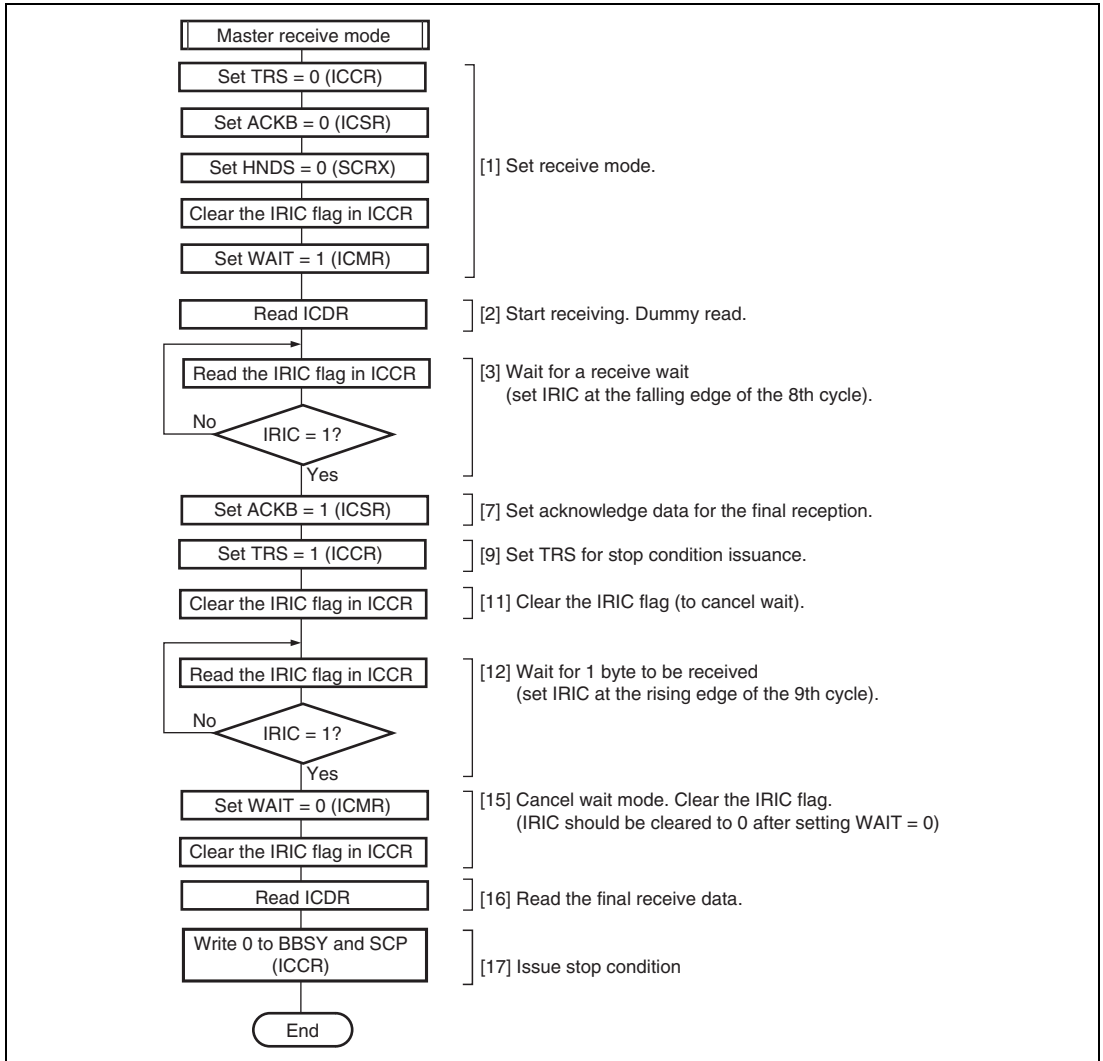 Master receive mode
Set TRS = 0 (ICCR)
Set ACKB = 0 (ICSR)
Set HNDS = 0 (SCRX)
Clear the IRIC flag in ICCR
Set WAIT = 1 (ICMR)
[1] Set receive mode.
Read ICDR
[2] Start receiving. Dummy read.
Read the IRIC flag in ICCR
[3] Wait for a receive wait
(set IRIC at the falling edge of the 8th cycle).
No
IRIC = 1?
Yes
Set ACKB = 1 (ICSR)
[7] Set acknowledge data for the final reception.
Set TRS = 1 (ICCR)
[9] Set TRS for stop condition issuance.
Clear the IRIC flag in ICCR
[11] Clear the IRIC flag (to cancel wait).
Read the IRIC flag in ICCR
[12] Wait for 1 byte to be received
(set IRIC at the rising edge of the 9th cycle).
No
IRIC = 1?
Yes
Set WAIT = 0 (ICMR)
[15] Cancel wait mode. Clear the IRIC flag.
(IRIC should be cleared to 0 after setting WAIT = 0)
Clear the IRIC flag in ICCR
Read ICDR
[16] Read the final receive data.
Write 0 to BBSY and SCP
(ICCR)
[17] Issue stop condition
End